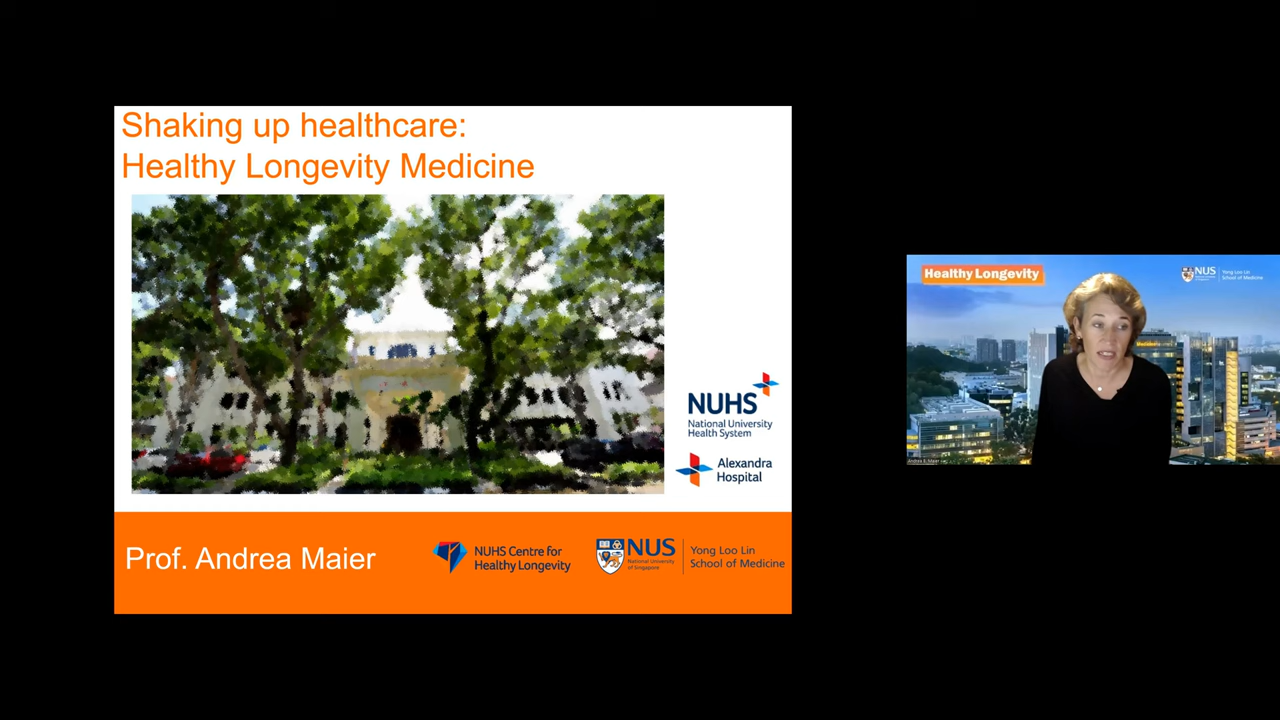 Shaking up healthcare:
Healthy Longevity Medicine
NUHS
National University
Health System
Alexandra
Hospital
Prof. Andrea Maier
NUHS Centre for
Healthy Longevity
NUS
National University
of Singapore
Yong Loo Lin
School of Medicine
Healthy Longevity
NUS
Yong Loo Lin
School of Medicine